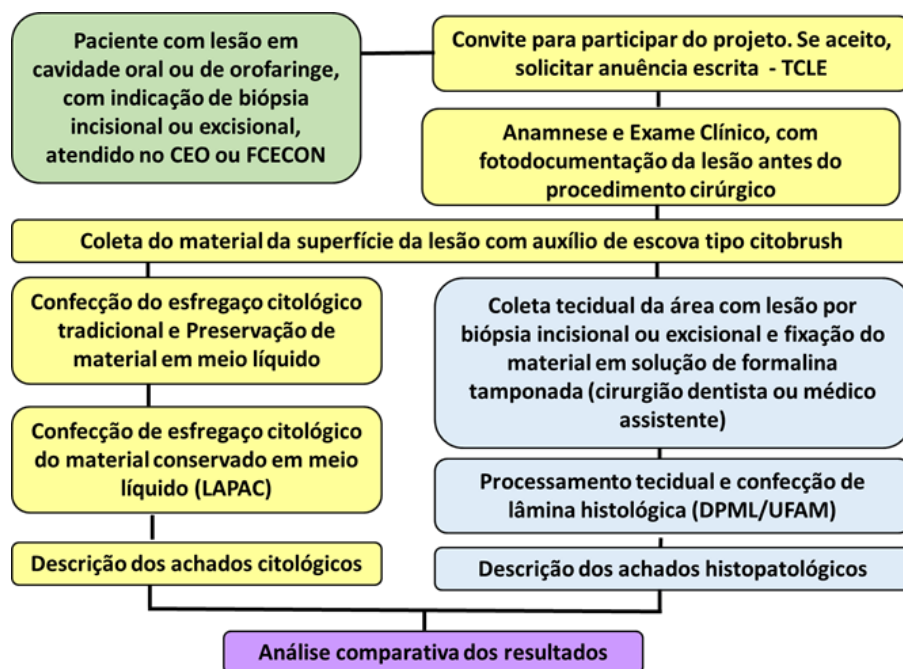 Paciente com lesão em
cavidade oral ou de orofaringe,
com indicação de biópsia
incisional ou excisional,
atendido no CEO ou FCECON
Convite para participar do projeto. Se aceito,
solicitar anuência escrita - TCLE
Anamnese e Exame Clínico, com
fotodocumentação da lesão antes do
procedimento cirúrgico
Coleta do material da superfície da lesão com auxílio de escova tipo citobrush
Confecção do esfregaço citológico
tradicional e Preservação de
material em meio líquido
Confecção de esfregaço citológico
do material conservado em meio
líquido (LAPAC)
Descrição dos achados citológicos
Coleta tecidual da área com lesão por
biópsia incisional ou excisional e fixação do
material em solução de formalina
tamponada (cirurgião dentista ou médico
assistente)
Processamento tecidual e confecção de
lâmina histológica (DPML/UFAM)
Descrição dos achados histopatológicos
Análise comparativa dos resultados